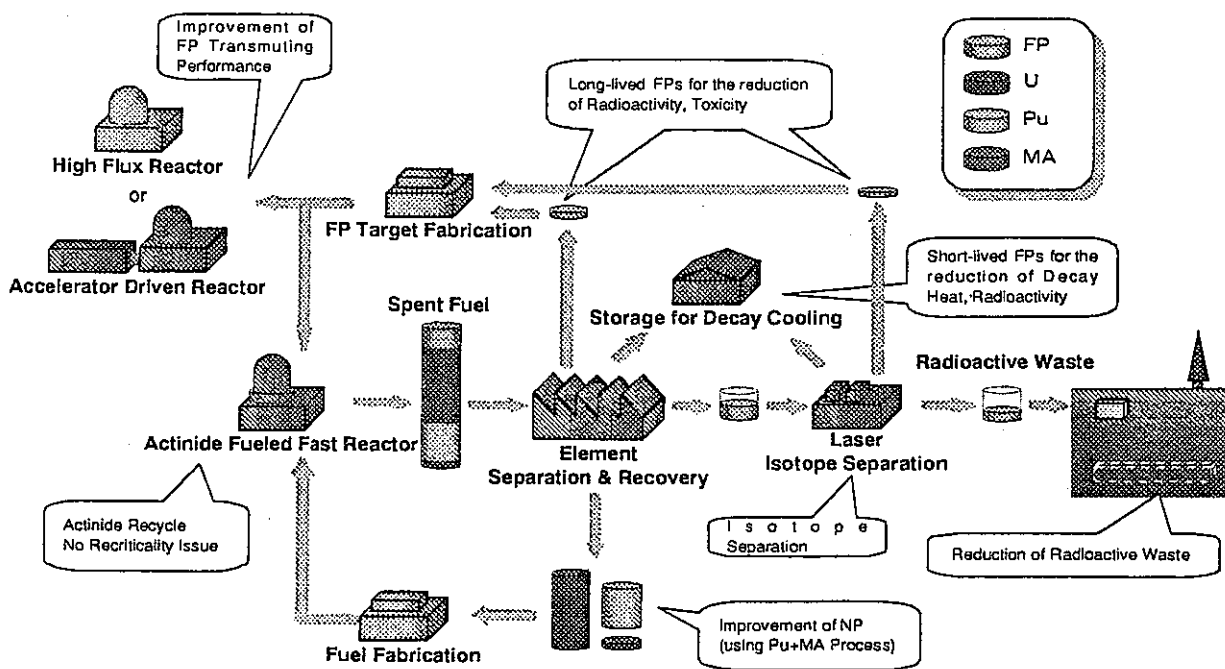 Improvement of
FP Transmuting
Performance
FP
U
Pu
MA
Long-lived FPs for the reduction
of Radioactivity, Toxicity
High Flux Reactor
or
Accelerator Driven Reactor
FP Target Fabrication
Short-lived FPs for the
reduction of Decay
Heat, Radioactivity
Spent Fuel
Storage for Decay Cooling
Radioactive Waste
Actinide Fueled Fast Reactor
Element
Separation & Recovery
Laser
Isotope Separation
Actinide Recycle
No Recriticality Issue
Isotope
Separation
Reduction of Radioactive Waste
Improvement of NP
(using Pu+MA Process)
Fuel Fabrication